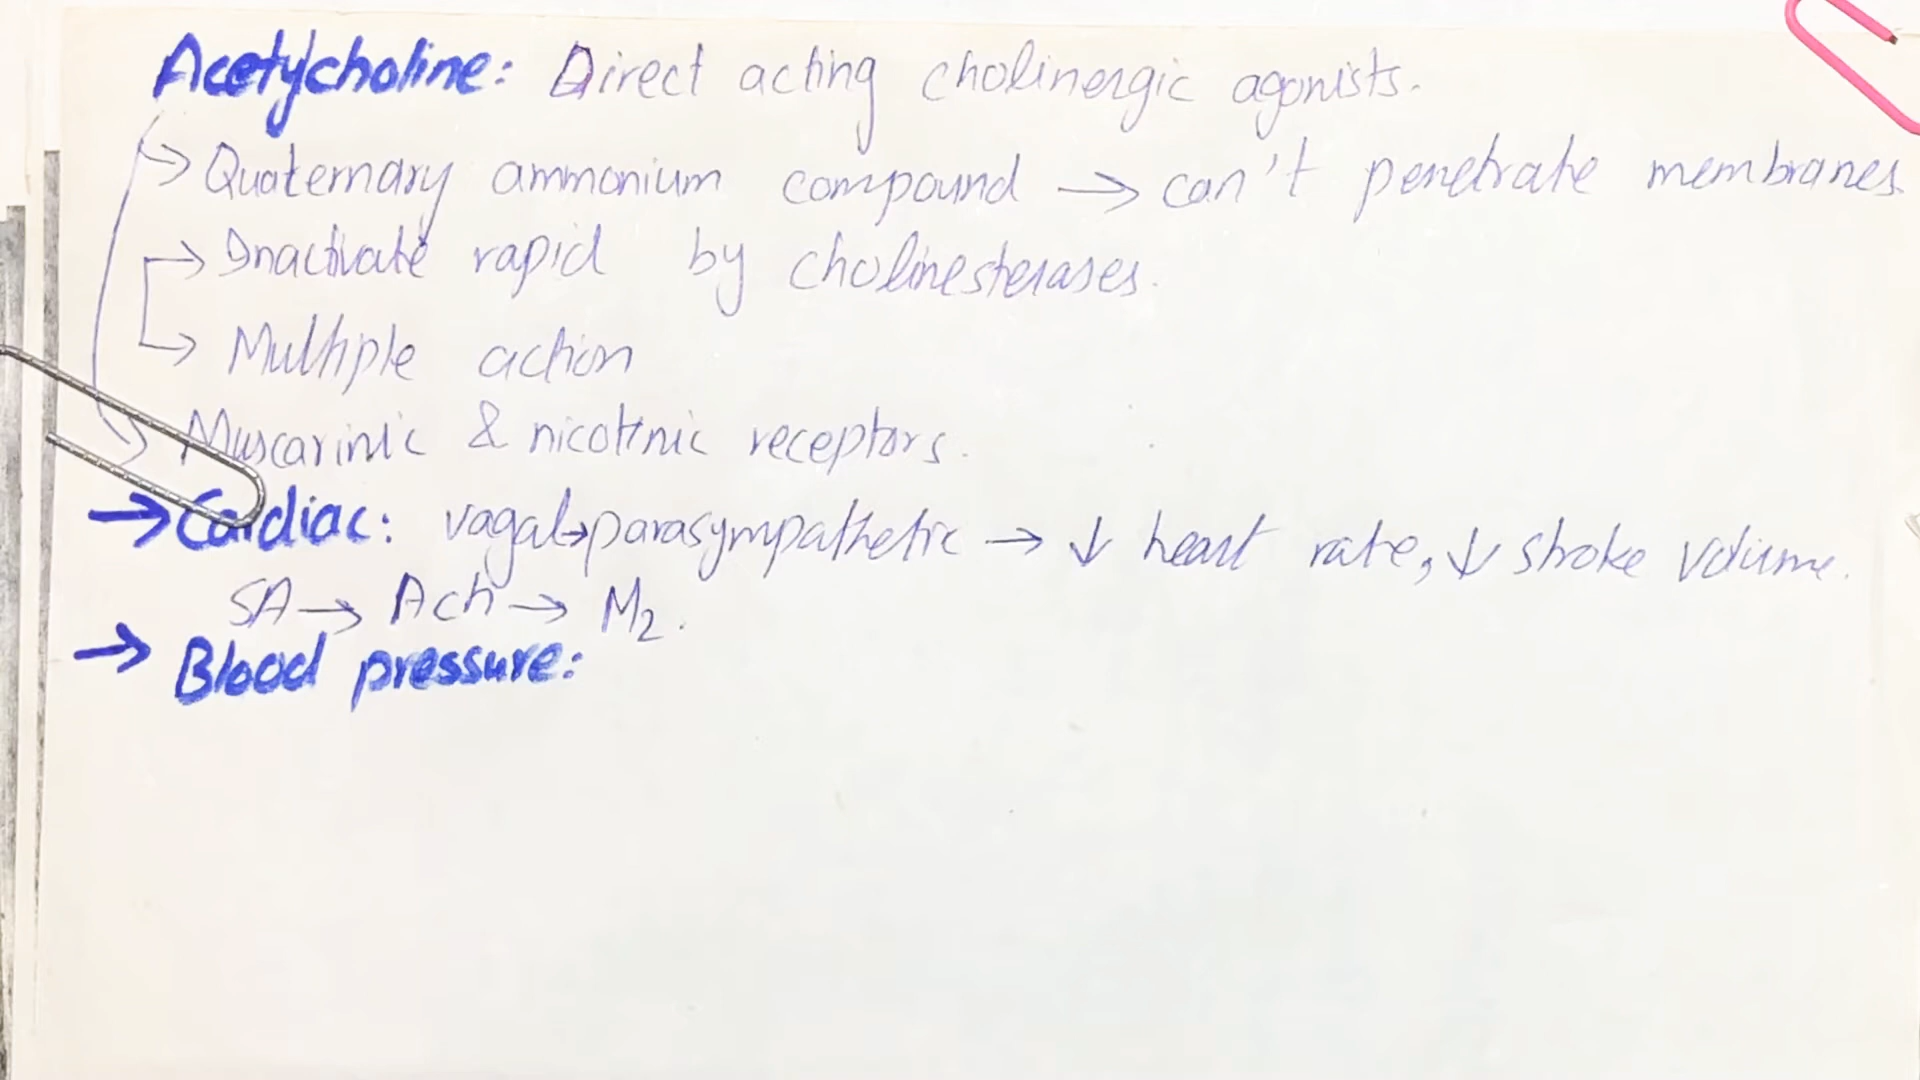 Acetylcholine: Direct acting cholinergic agonists.
→ Quaternary ammonium compound → can't penetrate membranes
→ Inactivate rapid by cholinesterases.
→ Multiple action
→ Muscarinic & nicotinic receptors.
→ Cardiac: vagal→parasympathetic → ↓ heart rate, ↓ stroke volume.
SA → Ach → M₂.
→ Blood pressure: